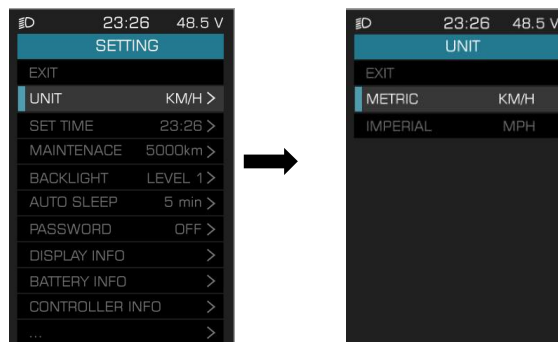 23:26 48.5 V
SETTING
EXIT
UNIT KM/H >
SET TIME 23:26 >
MAINTENACE 5000km >
BACKLIGHT LEVEL 1 >
AUTO SLEEP 5 min >
PASSWORD OFF >
DISPLAY INFO >
BATTERY INFO >
CONTROLLER INFO >
... >
23:26 48.5 V
UNIT
EXIT
METRIC KM/H
IMPERIAL MPH